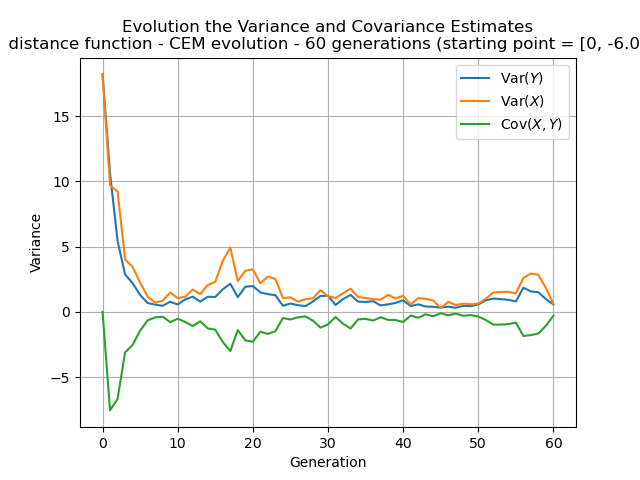 Evolution the Variance and Covariance Estimates
distance function - CEM evolution - 60 generations (starting point = [0, -6.0
Var(Y)
Var(X)
Cov(X, Y)
Variance
15
10
5
0
−5
0 10 20 30 40 50 60
Generation